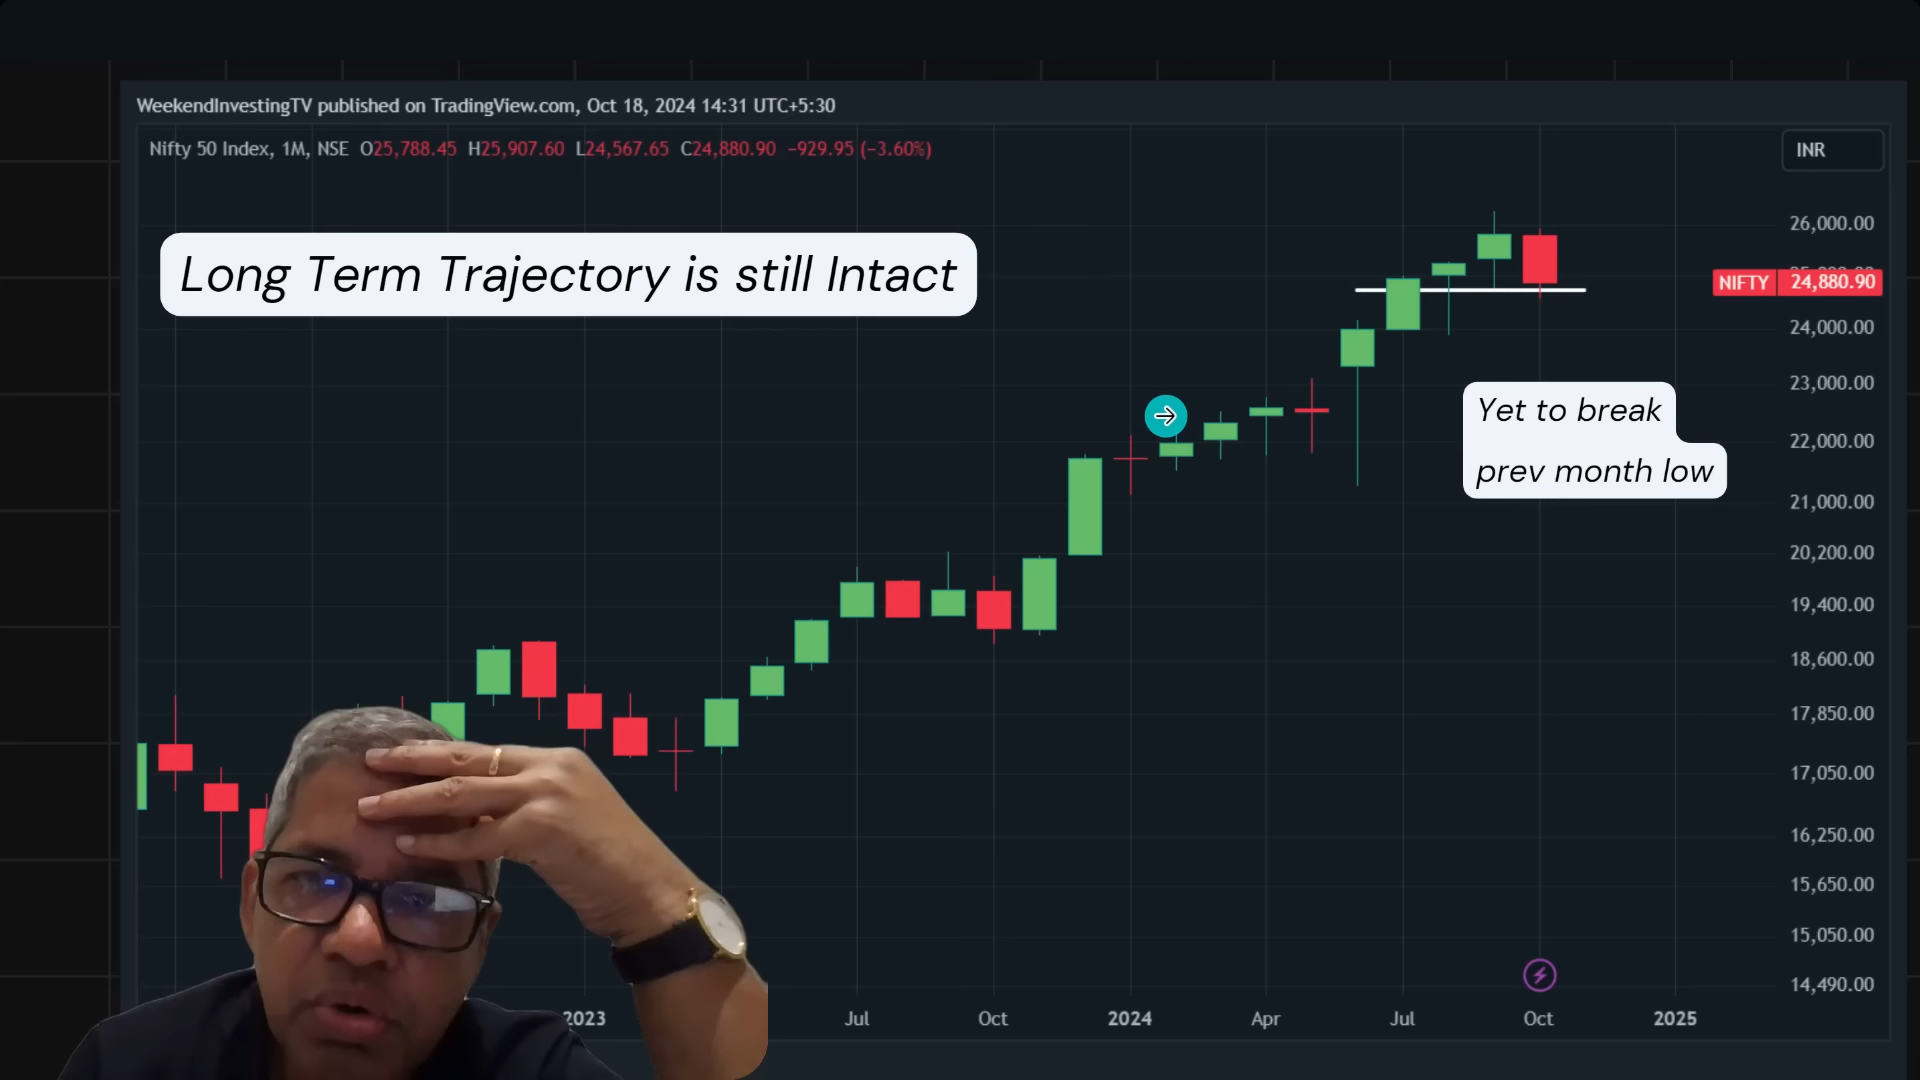 WeekendInvestingTV published on TradingView.com, Oct 18, 2024 14:31 UTC+5:30
Nifty 50 Index, 1M, NSE O25,788.45 H25,907.60 L24,567.65 C24,880.90 −929.95 (−3.60%)
INR
Long Term Trajectory is still Intact
26,000.00
NIFTY 24,880.90
24,000.00
23,000.00
Yet to break
prev month low
22,000.00
21,000.00
20,200.00
19,400.00
18,600.00
17,850.00
17,050.00
16,250.00
15,650.00
15,050.00
14,490.00
2023 Jul Oct 2024 Apr Jul Oct 2025